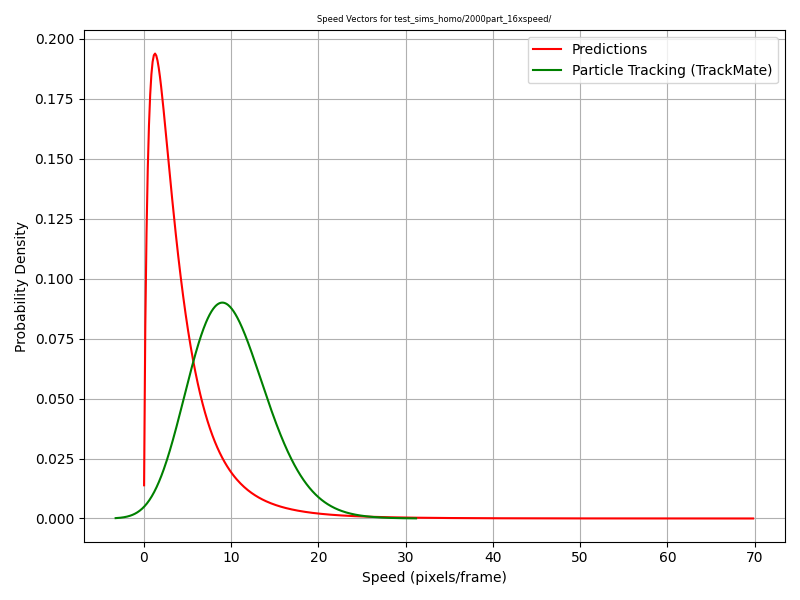 Speed Vectors for test_sims_homo/2000part_16xspeed/
Predictions
Particle Tracking (TrackMate)
0.200
0.175
0.150
0.125
0.100
0.075
0.050
0.025
0.000
Probability Density
0 10 20 30 40 50 60 70
Speed (pixels/frame)